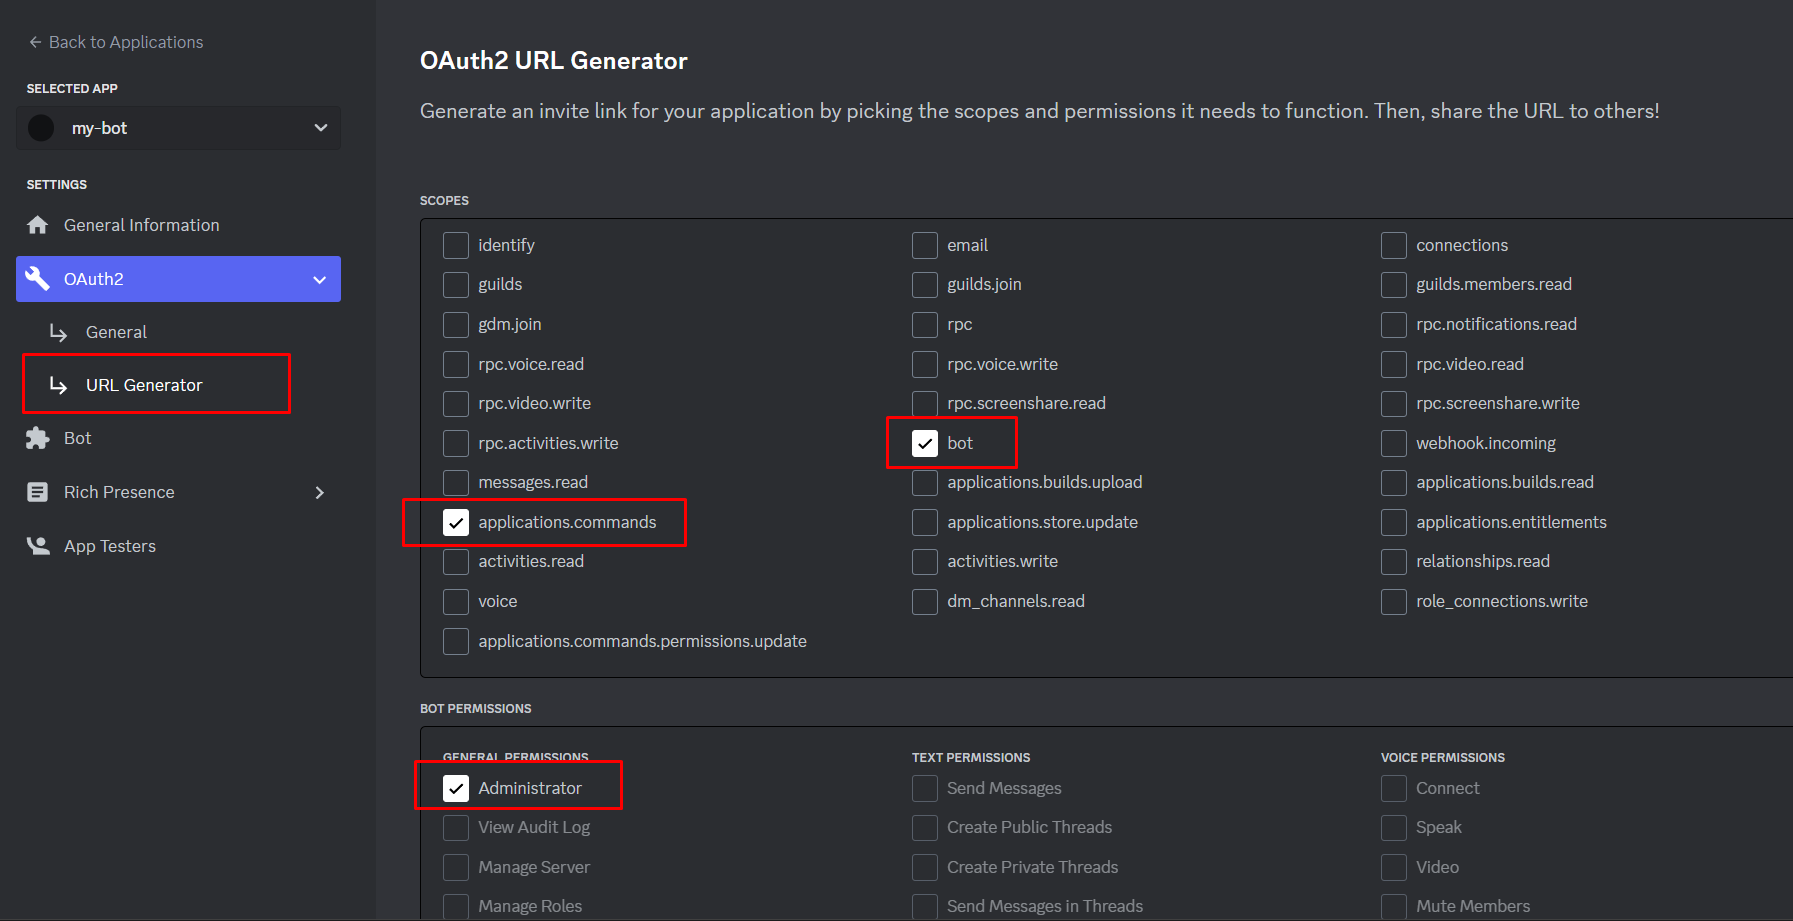 Back to Applications
SELECTED APP
my-bot
SETTINGS
General Information
OAuth2
General
URL Generator
Bot
Rich Presence
App Testers
OAuth2 URL Generator
Generate an invite link for your application by picking the scopes and permissions it needs to function. Then, share the URL to others!
SCOPES
identify email connections
guilds guilds.join guilds.members.read
gdm.join rpc rpc.notifications.read
rpc.voice.read rpc.voice.write rpc.video.read
rpc.video.write rpc.screenshare.read rpc.screenshare.write
rpc.activities.write bot webhook.incoming
messages.read applications.builds.upload applications.builds.read
applications.commands applications.store.update applications.entitlements
activities.read activities.write relationships.read
voice dm_channels.read role_connections.write
applications.commands.permissions.update
BOT PERMISSIONS
GENERAL PERMISSIONS TEXT PERMISSIONS VOICE PERMISSIONS
Administrator Send Messages Connect
View Audit Log Create Public Threads Speak
Manage Server Create Private Threads Video
Manage Roles Send Messages in Threads Mute Members